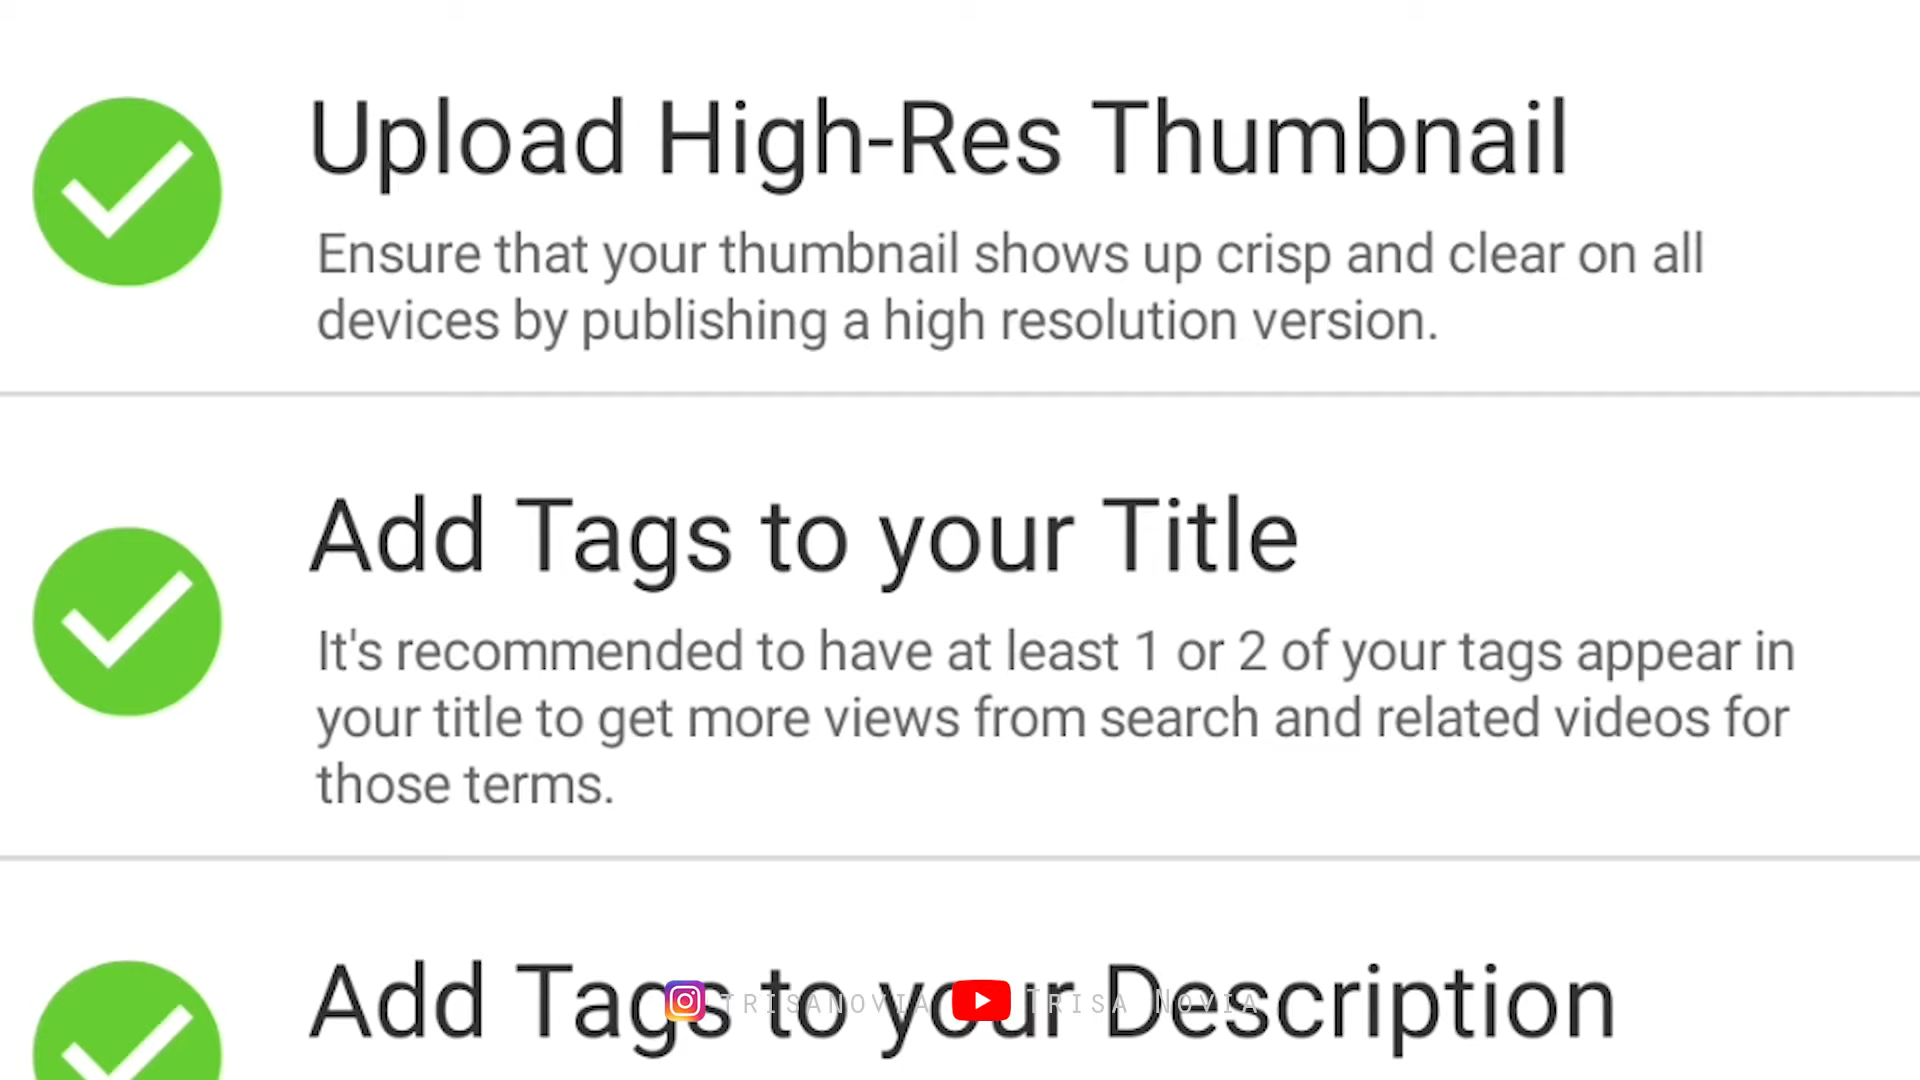 Upload High-Res Thumbnail
Ensure that your thumbnail shows up crisp and clear on all
devices by publishing a high resolution version.
Add Tags to your Title
It's recommended to have at least 1 or 2 of your tags appear in
your title to get more views from search and related videos for
those terms.
Add Tags to your Description
TRISANOVIA TRISA NOVIA